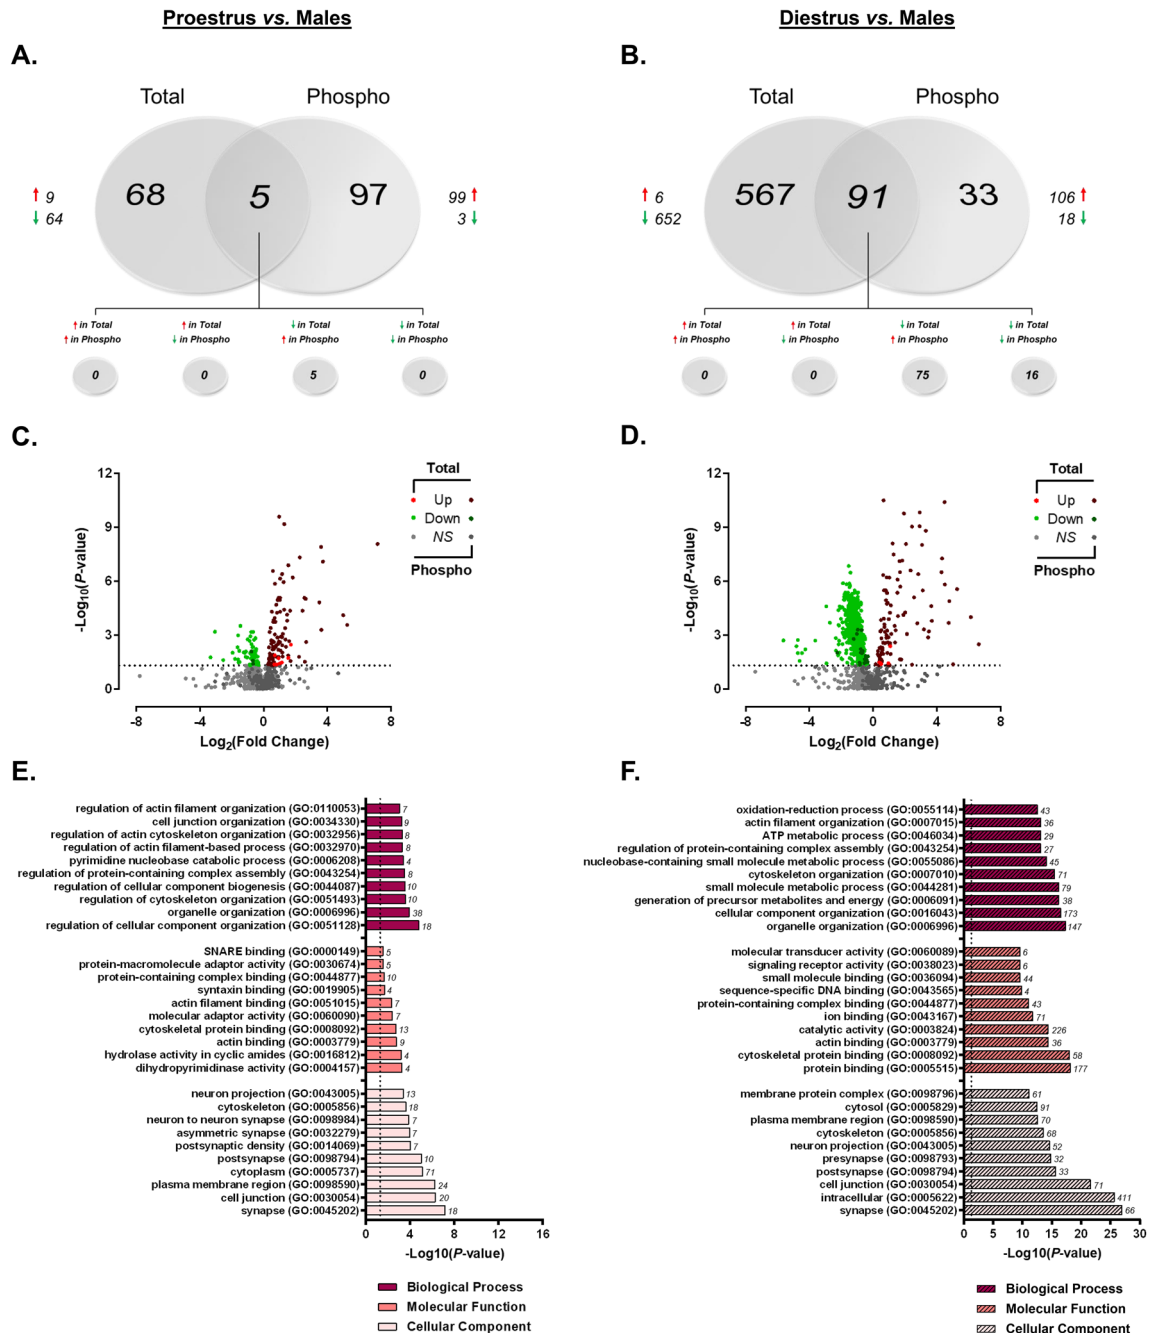 Proestrus vs. Males
Diestrus vs. Males
A.
Total
Phospho
68
5
97
↑ 9
↓ 64
99 ↑
3 ↓
↑ in Total
↑ in Phospho
↑ in Total
↓ in Phospho
↓ in Total
↑ in Phospho
↓ in Total
↓ in Phospho
0
0
5
0
B.
Total
Phospho
567
91
33
↑ 6
↓ 652
106 ↑
18 ↓
↑ in Total
↑ in Phospho
↑ in Total
↓ in Phospho
↓ in Total
↑ in Phospho
↓ in Total
↓ in Phospho
0
0
75
16
C.
12
9
6
3
0
-Log10(P-value)
-8 -4 0 4 8
Log2(Fold Change)
Total
Up
Down
NS
Phospho
D.
12
9
6
3
0
-Log10(P-value)
-8 -4 0 4 8
Log2(Fold Change)
Total
Up
Down
NS
Phospho
E.
regulation of actin filament organization (GO:0110053) 7
cell junction organization (GO:0034330) 9
regulation of actin cytoskeleton organization (GO:0032956) 8
regulation of actin filament-based process (GO:0032970) 8
pyrimidine nucleobase catabolic process (GO:0006208) 4
regulation of protein-containing complex assembly (GO:0043254) 8
regulation of cellular component biogenesis (GO:0044087) 10
regulation of cytoskeleton organization (GO:0051493) 10
organelle organization (GO:0006996) 38
regulation of cellular component organization (GO:0051128) 18
SNARE binding (GO:0000149) 5
protein-macromolecule adaptor activity (GO:0030674) 5
protein-containing complex binding (GO:0044877) 10
syntaxin binding (GO:0019905) 4
actin filament binding (GO:0051015) 7
molecular adaptor activity (GO:0060090) 7
cytoskeletal protein binding (GO:0008092) 13
actin binding (GO:0003779) 9
hydrolase activity in cyclic amides (GO:0016812) 4
dihydropyrimidinase activity (GO:0004157) 4
neuron projection (GO:0043005) 13
cytoskeleton (GO:0005856) 18
neuron to neuron synapse (GO:0098984) 7
asymmetric synapse (GO:0032279) 7
postsynaptic density (GO:0014069) 7
postsynapse (GO:0098794) 10
cytoplasm (GO:0005737) 71
plasma membrane region (GO:0098590) 24
cell junction (GO:0030054) 20
synapse (GO:0045202) 18
0 4 8 12 16
-Log10(P-value)
Biological Process
Molecular Function
Cellular Component
F.
oxidation-reduction process (GO:0055114) 43
actin filament organization (GO:0007015) 36
ATP metabolic process (GO:0046034) 29
regulation of protein-containing complex assembly (GO:0043254) 27
nucleobase-containing small molecule metabolic process (GO:0055086) 45
cytoskeleton organization (GO:0007010) 71
small molecule metabolic process (GO:0044281) 79
generation of precursor metabolites and energy (GO:0006091) 38
cellular component organization (GO:0016043) 173
organelle organization (GO:0006996) 147
molecular transducer activity (GO:0060089) 6
signaling receptor activity (GO:0038023) 6
small molecule binding (GO:0036094) 44
sequence-specific DNA binding (GO:0043565) 4
protein-containing complex binding (GO:0044877) 43
ion binding (GO:0043167) 71
catalytic activity (GO:0003824) 226
actin binding (GO:0003779) 36
cytoskeletal protein binding (GO:0008092) 58
protein binding (GO:0005515) 177
membrane protein complex (GO:0098796) 61
cytosol (GO:0005829) 91
plasma membrane region (GO:0098590) 70
cytoskeleton (GO:0005856) 68
neuron projection (GO:0043005) 52
presynapse (GO:0098793) 32
postsynapse (GO:0098794) 33
cell junction (GO:0030054) 71
intracellular (GO:0005622) 411
synapse (GO:0045202) 66
0 5 10 15 20 25 30
-Log10(P-value)
Biological Process
Molecular Function
Cellular Component